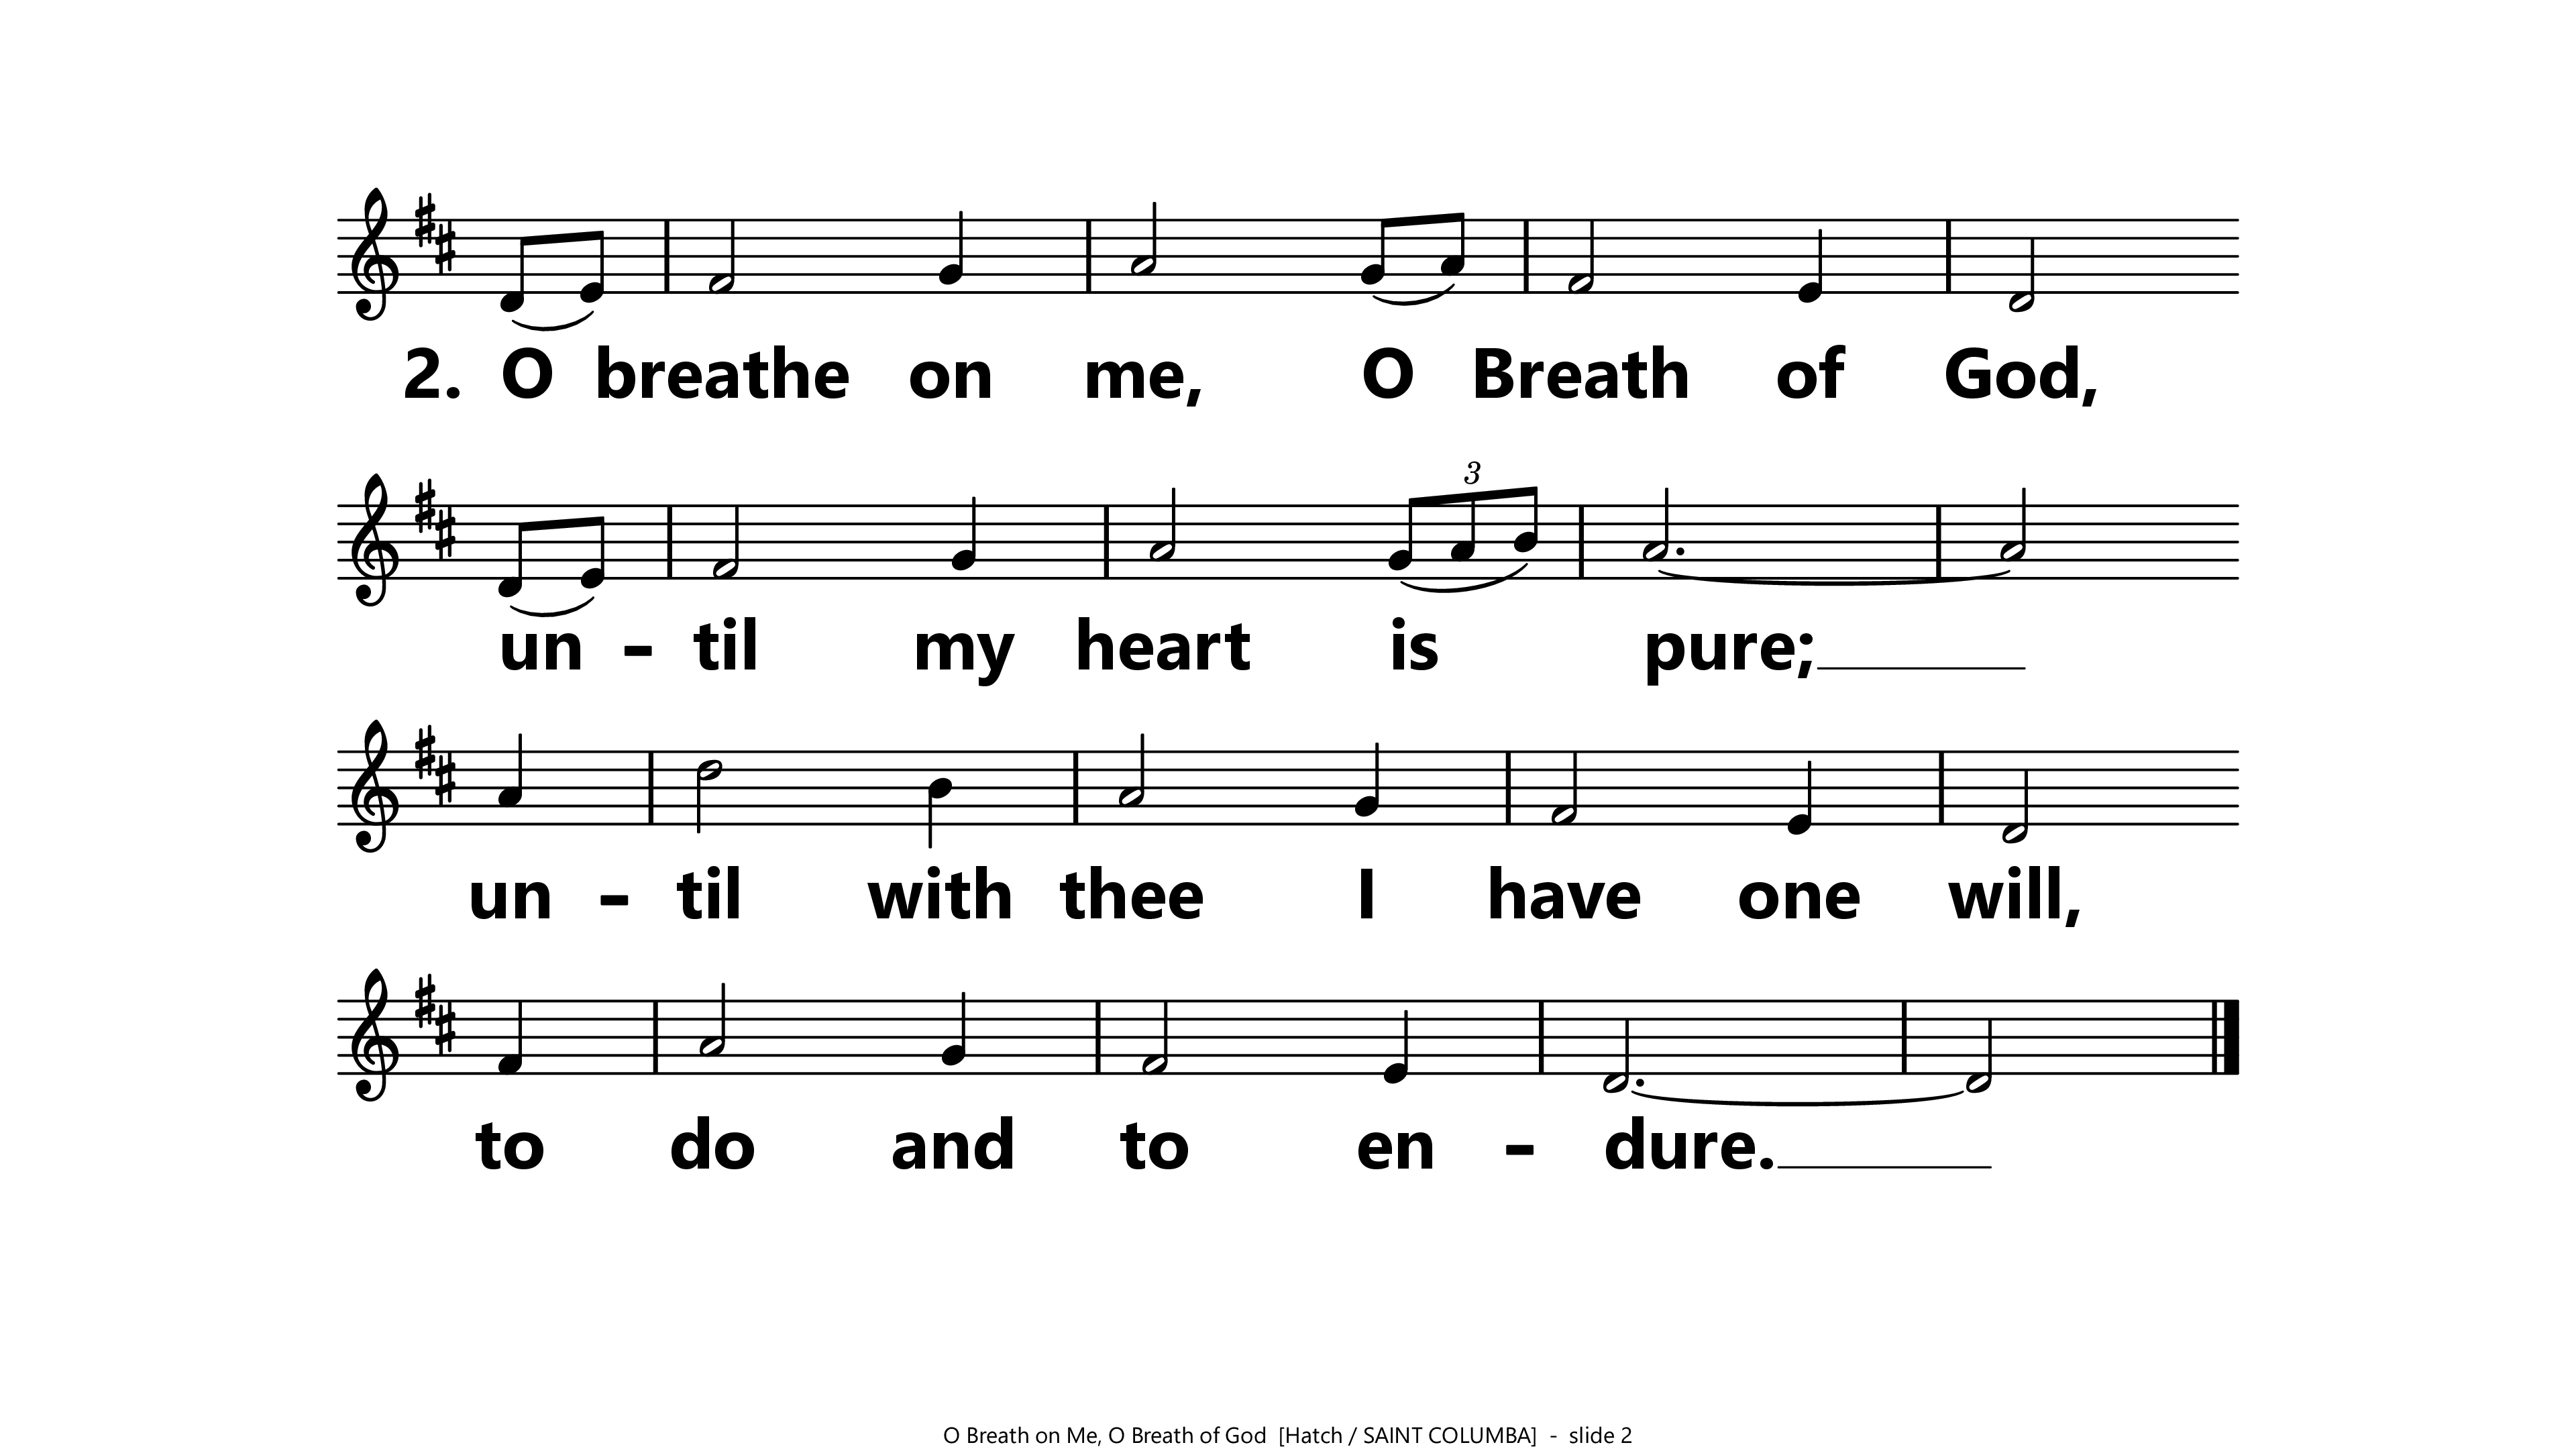 2. O breathe on me, O Breath of God,
3
un - til my heart is pure;
un - til with thee I have one will,
to do and to en - dure.
O Breath on Me, O Breath of God [Hatch / SAINT COLUMBA] - slide 2